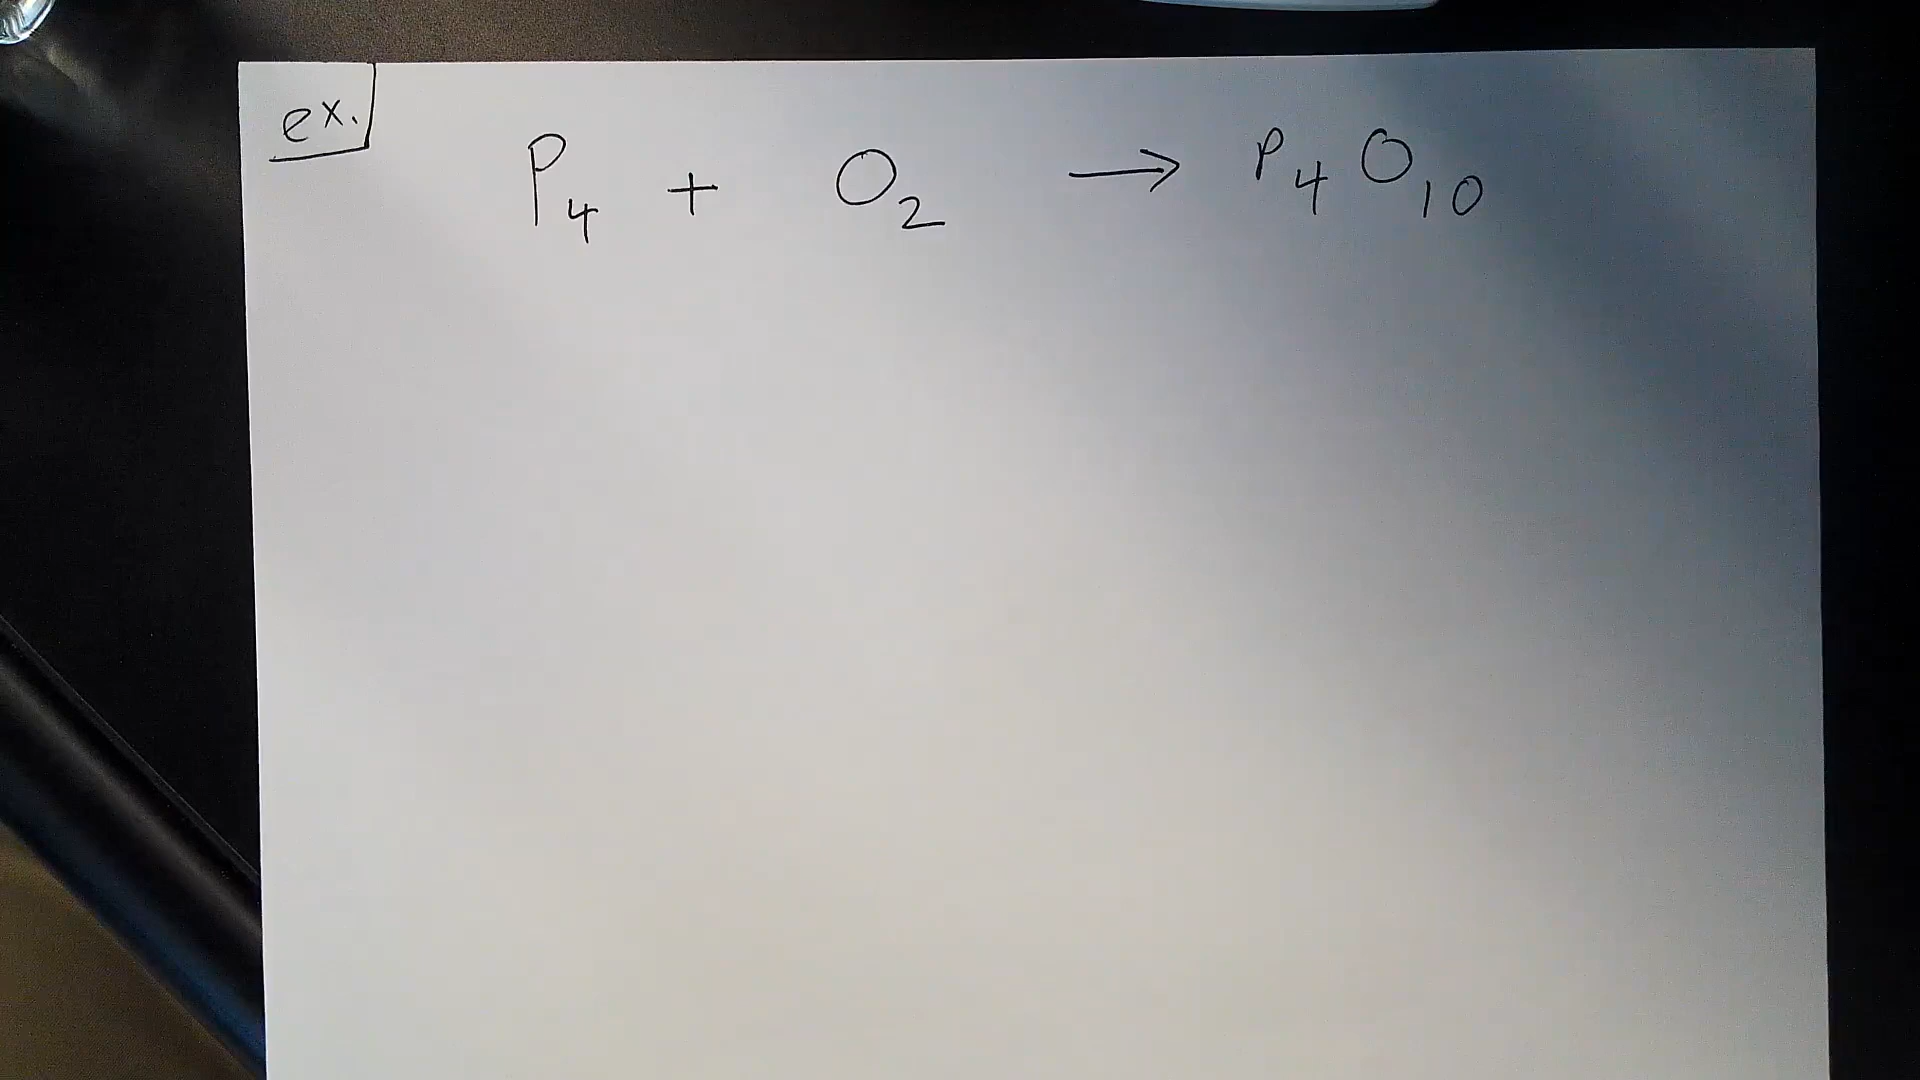 ex.
P₄ + O₂ → P₄O₁₀